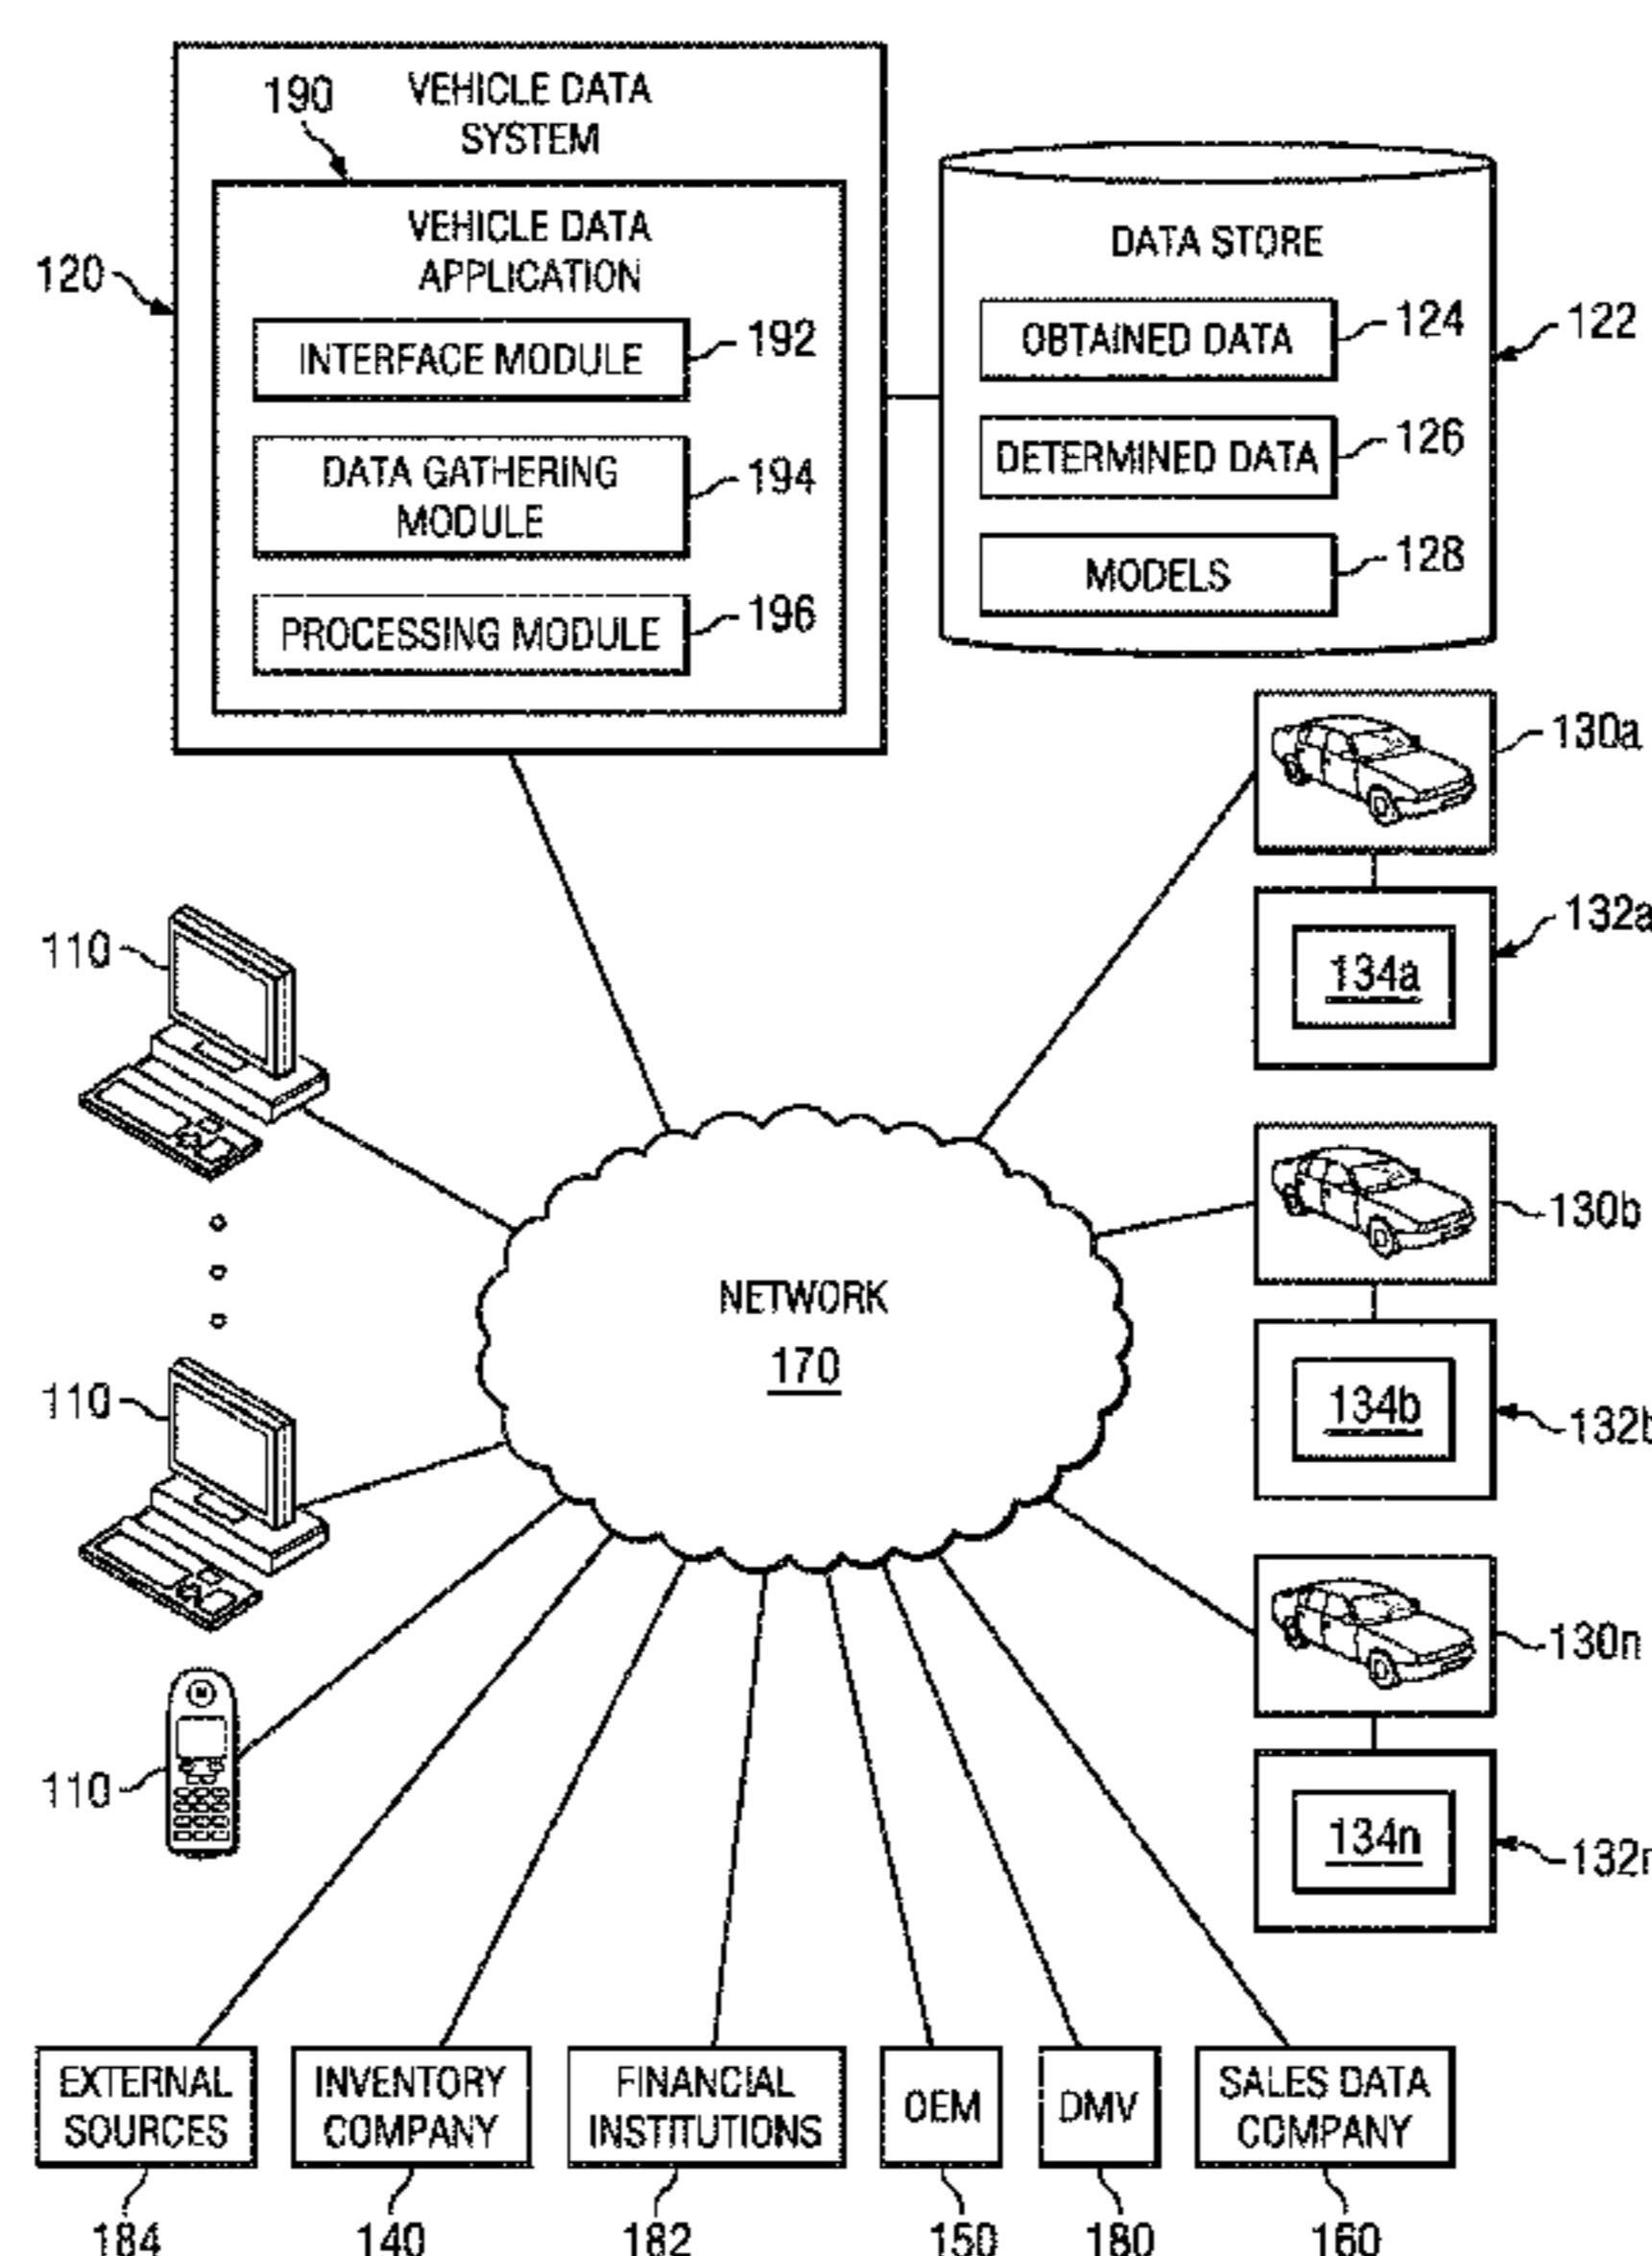 VEHICLE DATA
SYSTEM
190
VEHICLE DATA
APPLICATION
120
INTERFACE MODULE
192
DATA GATHERING
MODULE
194
PROCESSING MODULE
196
DATA STORE
OBTAINED DATA
124
122
DETERMINED DATA
126
MODELS
128
130a
132a
134a
110
130b
NETWORK
170
110
134b
132b
130n
110
134n
EXTERNAL
SOURCES
INVENTORY
COMPANY
FINANCIAL
INSTITUTIONS
OEM
DMV
SALES DATA
COMPANY
184
140
182
150
180
160